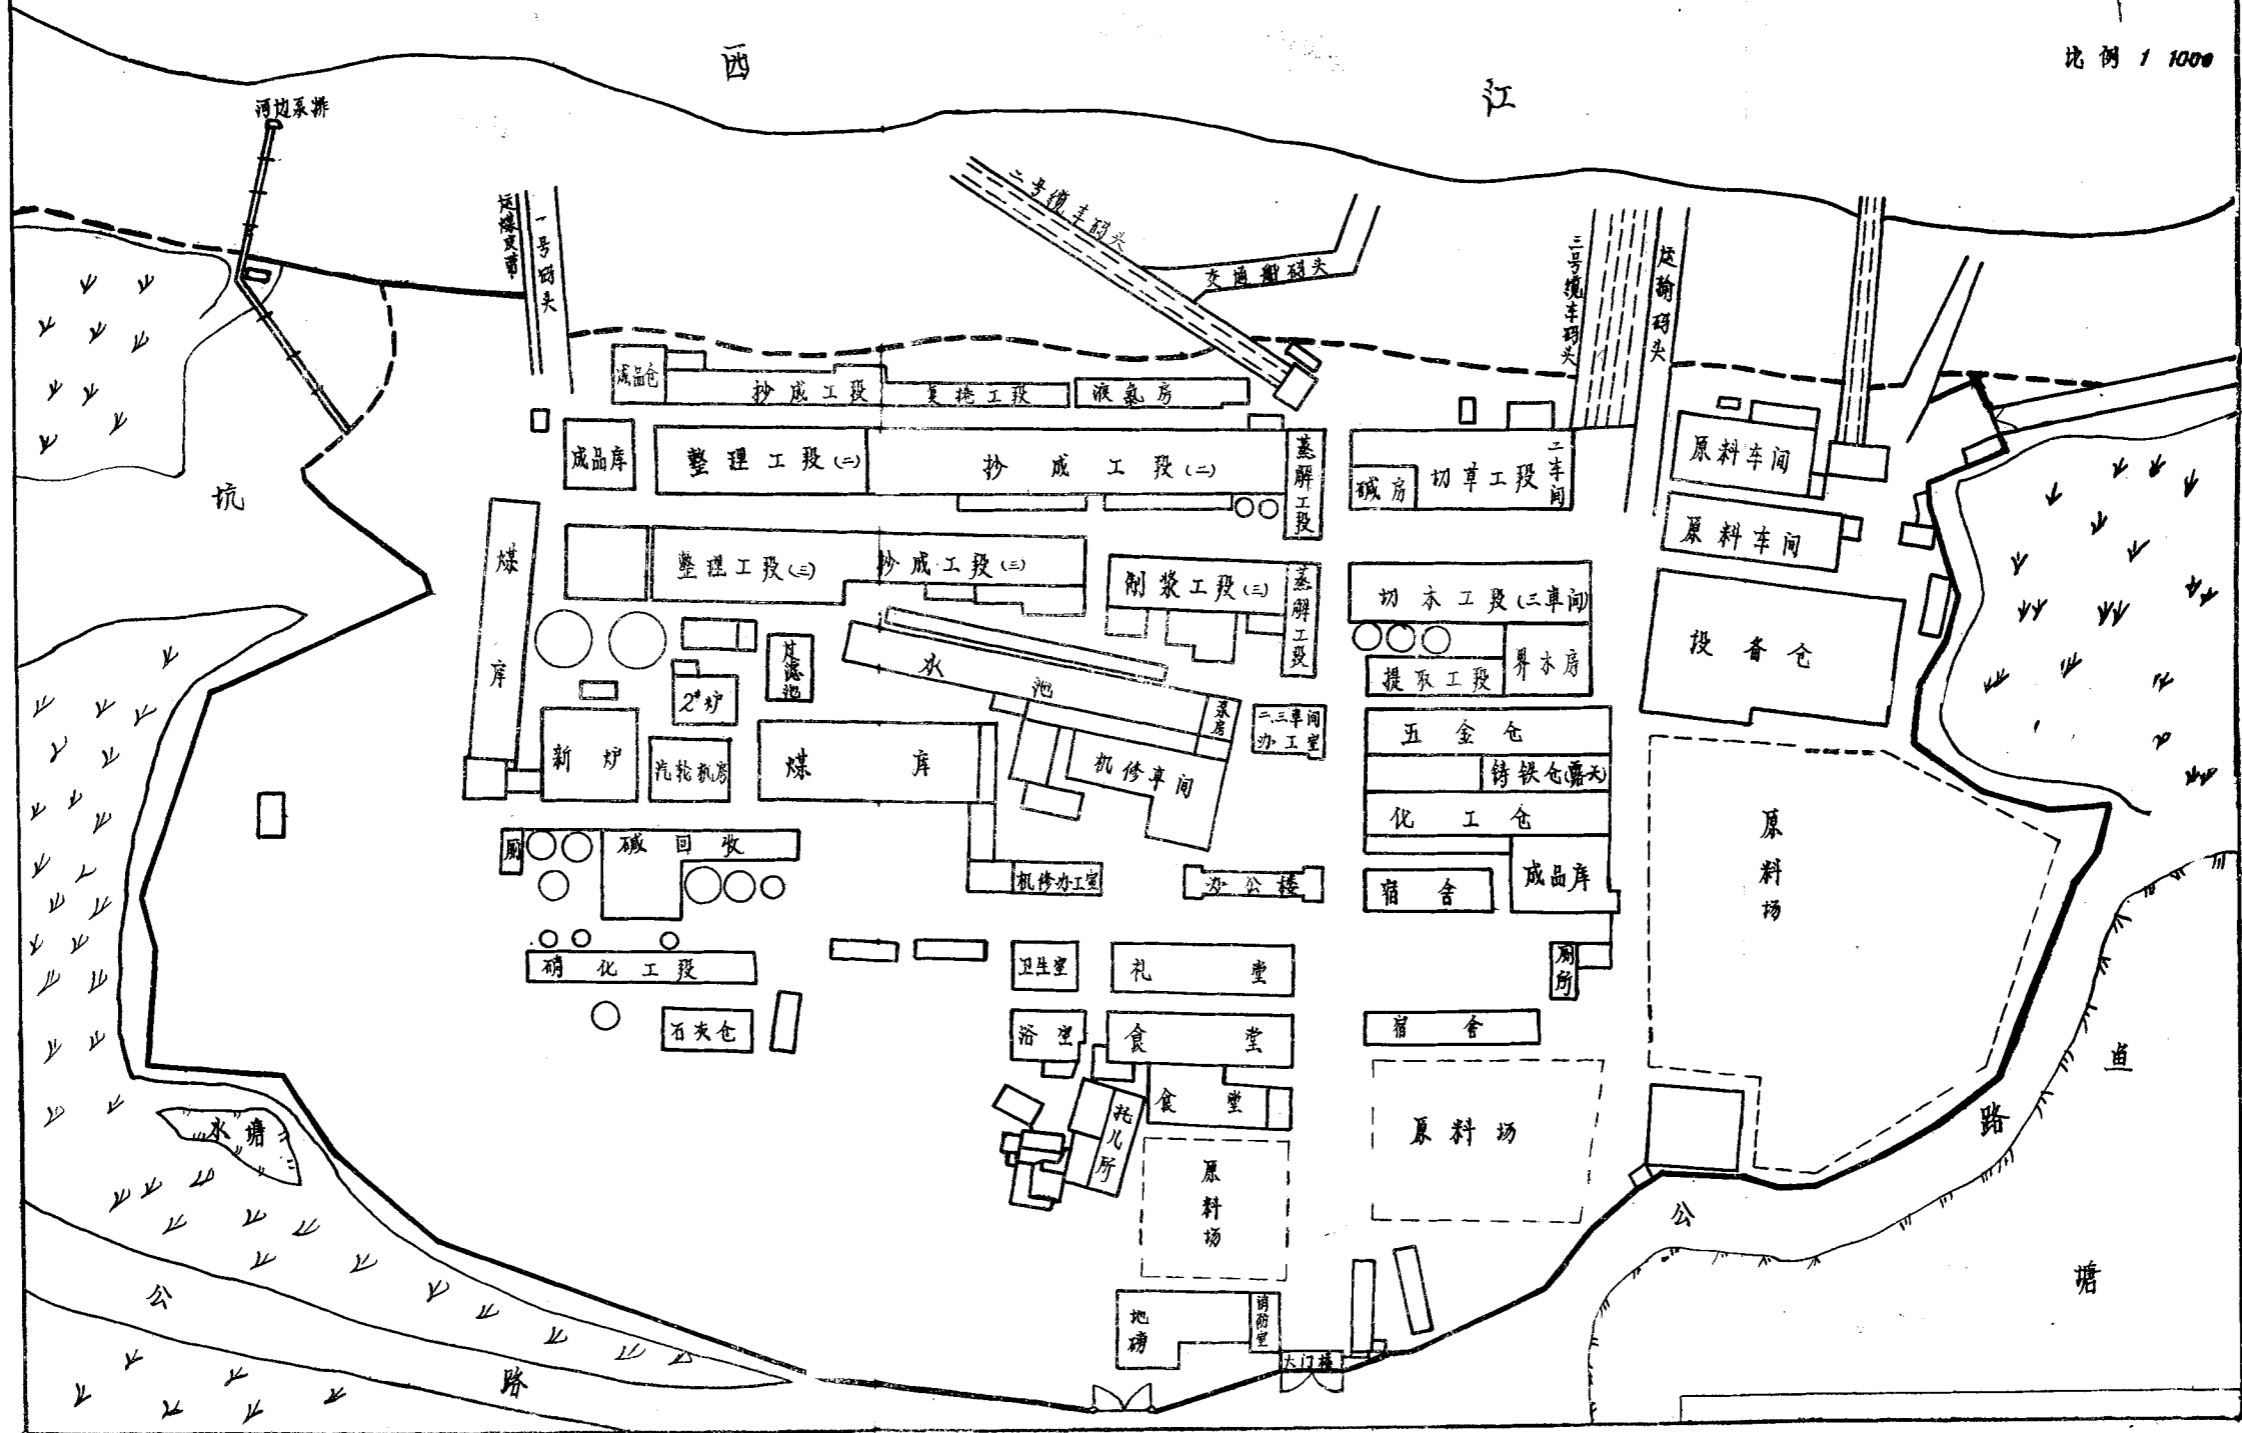 西
江
比例 1 1000
河边泵排
一号码头
二号缆车码头
交通船码头
三号缆车码头
运输码头
成品仓
抄成工段
复捲工段
液氯房
成品库
整理工段(二)
抄成工段(二)
蒸解工段
碱房
切草工段
二车间
原料车间
原料车间
坑
煤库
整理工段(三)
抄成工段(三)
刮浆工段(三)
蒸解工段
切木工段(三车间)
设备仓
过滤池
水池
2#炉
泵房
二.三车间
办工室
提取工段
界木房
新炉
汽轮机房
煤库
机修车间
五金仓
铸铁仓(露天)
化工仓
原料场
厕
碱回收
机修办工室
办公楼
宿舍
成品库
硝化工段
卫生室
礼堂
厕所
石灰仓
浴室
食堂
宿舍
食堂
托儿所
原料场
原料场
水塘
公路
公路
鱼塘
地磅
消防室
大门楼